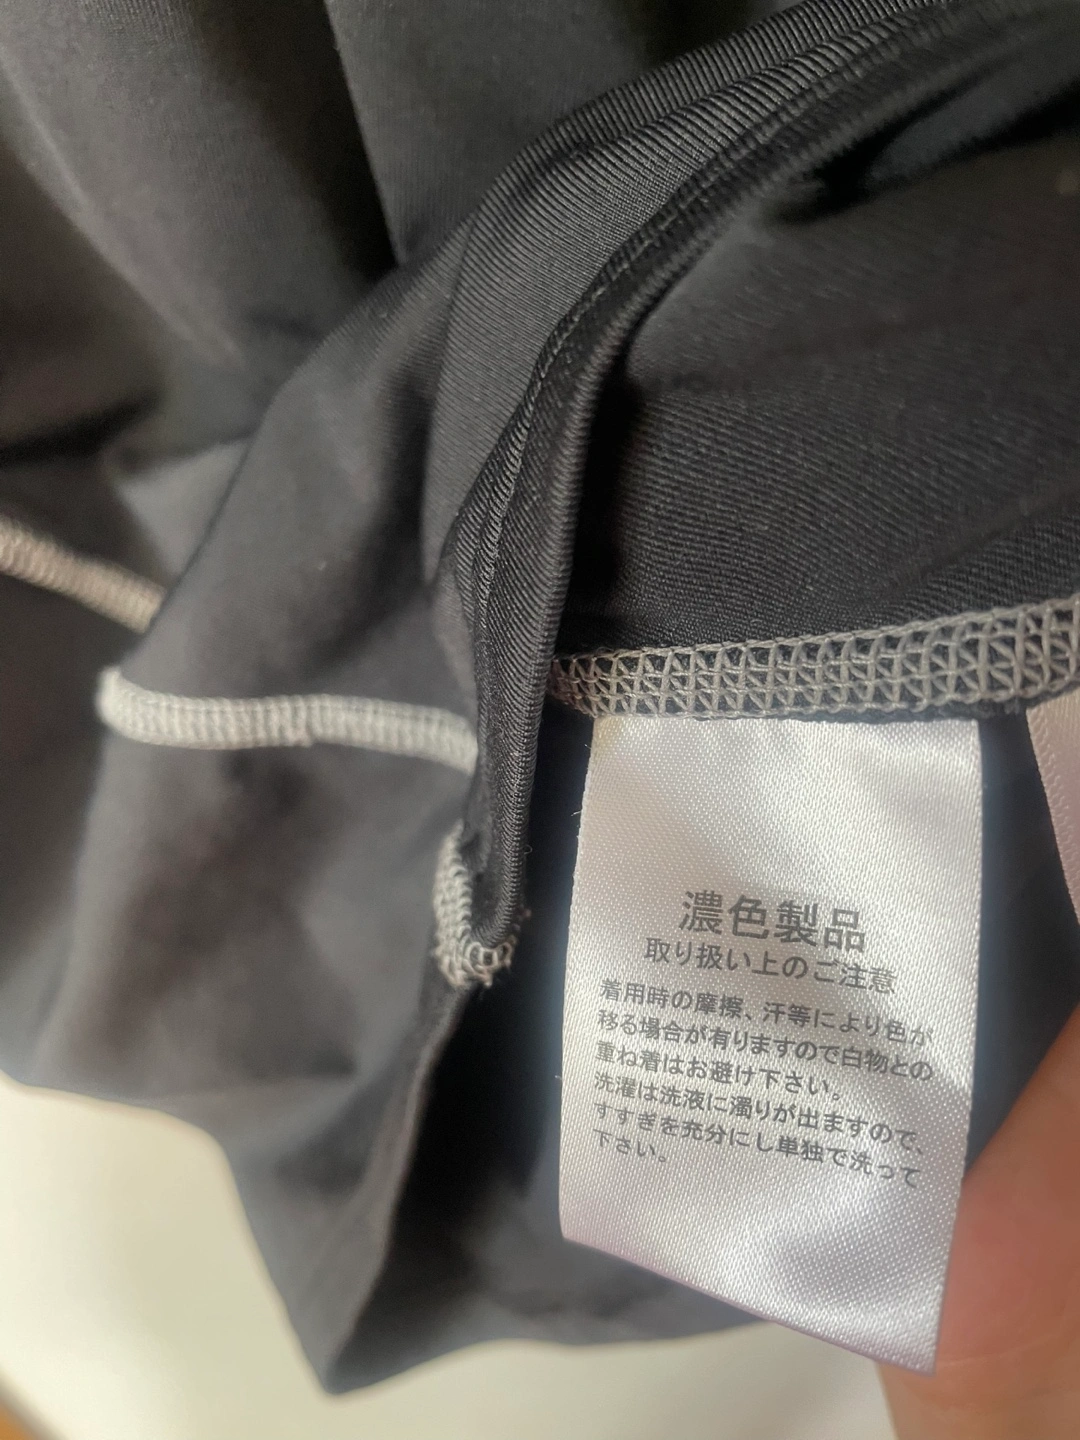 濃色製品
取り扱い上のご注意
着用時の摩擦、汗等により色が
移る場合が有りますので白物との
重ね着はお避け下さい。
洗濯は洗液に濁りが出ますので、
すすぎを充分にし単独で洗って
下さい。